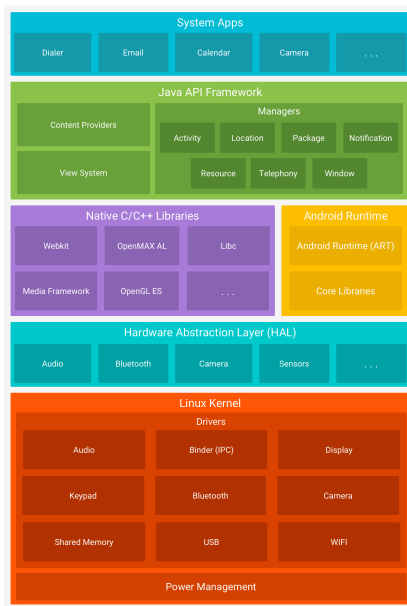 System Apps
Dialer
Email
Calendar
Camera
. . .
Java API Framework
Content Providers
View System
Managers
Activity
Location
Package
Notification
Resource
Telephony
Window
Native C/C++ Libraries
Webkit
OpenMAX AL
Libc
Media Framework
OpenGL ES
. . .
Android Runtime
Android Runtime (ART)
Core Libraries
Hardware Abstraction Layer (HAL)
Audio
Bluetooth
Camera
Sensors
. . .
Linux Kernel
Drivers
Audio
Binder (IPC)
Display
Keypad
Bluetooth
Camera
Shared Memory
USB
WIFI
Power Management